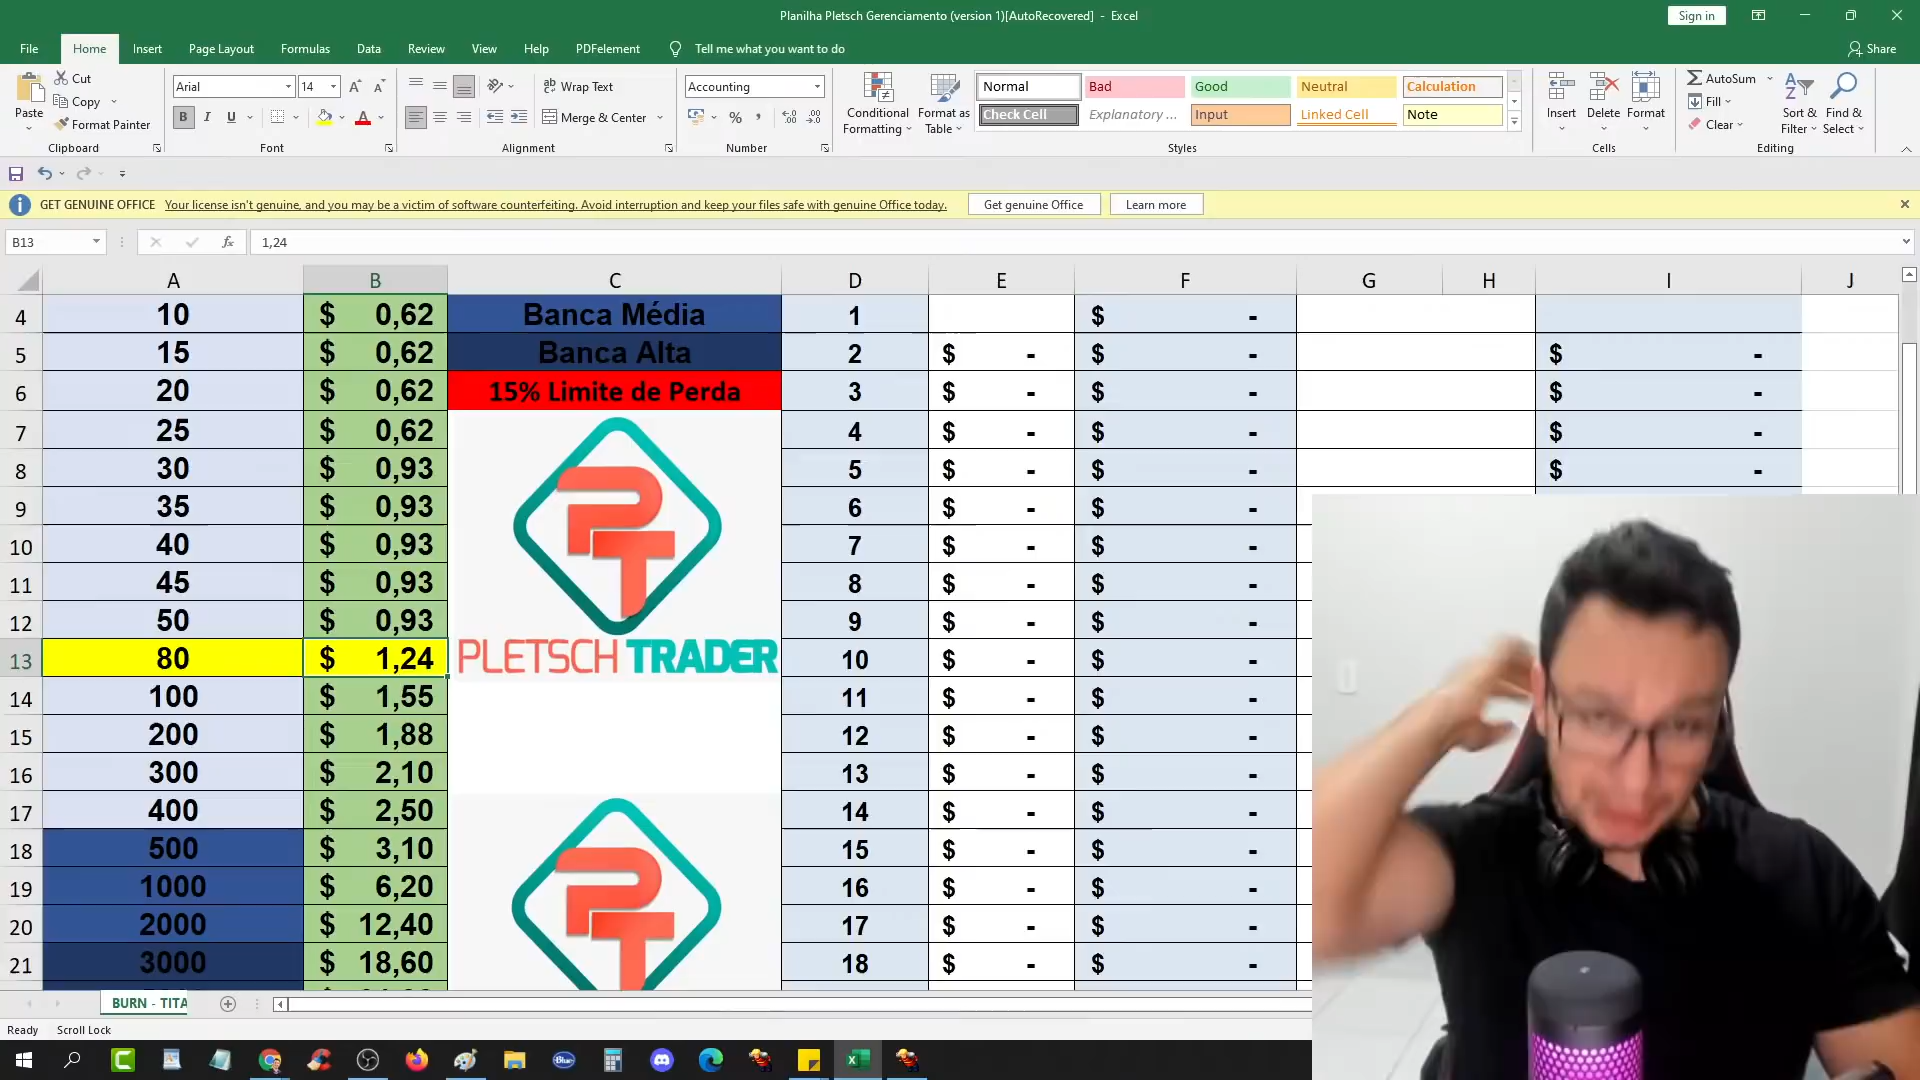 Planilha Pletsch Gerenciamento (version 1)[AutoRecovered] - Excel
Sign in
File Home Insert Page Layout Formulas Data Review View Help PDFelement Tell me what you want to do Share
Cut
Copy
Format Painter
Paste
Arial 14
B I U
Wrap Text
Merge & Center
Accounting
Conditional Formatting
Format as Table
Normal Bad Good Neutral Calculation
Check Cell Explanatory ... Input Linked Cell Note
Insert Delete Format
AutoSum
Fill
Clear
Sort & Filter
Find & Select
Clipboard Font Alignment Number Styles Cells Editing
GET GENUINE OFFICE Your license isn't genuine, and you may be a victim of software counterfeiting. Avoid interruption and keep your files safe with genuine Office today. Get genuine Office Learn more
B13 fx 1,24
A B C D E F G H I J
4 10 $ 0,62 Banca Média 1 $ -
5 15 $ 0,62 Banca Alta 2 $ - $ - $ -
6 20 $ 0,62 15% Limite de Perda 3 $ - $ - $ -
7 25 $ 0,62 4 $ - $ - $ -
8 30 $ 0,93 5 $ - $ - $ -
9 35 $ 0,93 6 $ - $ -
10 40 $ 0,93 7 $ - $ -
11 45 $ 0,93 8 $ - $ -
12 50 $ 0,93 9 $ - $ -
13 80 $ 1,24 PLETSCH TRADER 10 $ - $ -
14 100 $ 1,55 11 $ - $ -
15 200 $ 1,88 12 $ - $ -
16 300 $ 2,10 13 $ - $ -
17 400 $ 2,50 14 $ - $ -
18 500 $ 3,10 15 $ - $ -
19 1000 $ 6,20 16 $ - $ -
20 2000 $ 12,40 17 $ - $ -
21 3000 $ 18,60 18 $ - $ -
BURN - TITA
Ready Scroll Lock